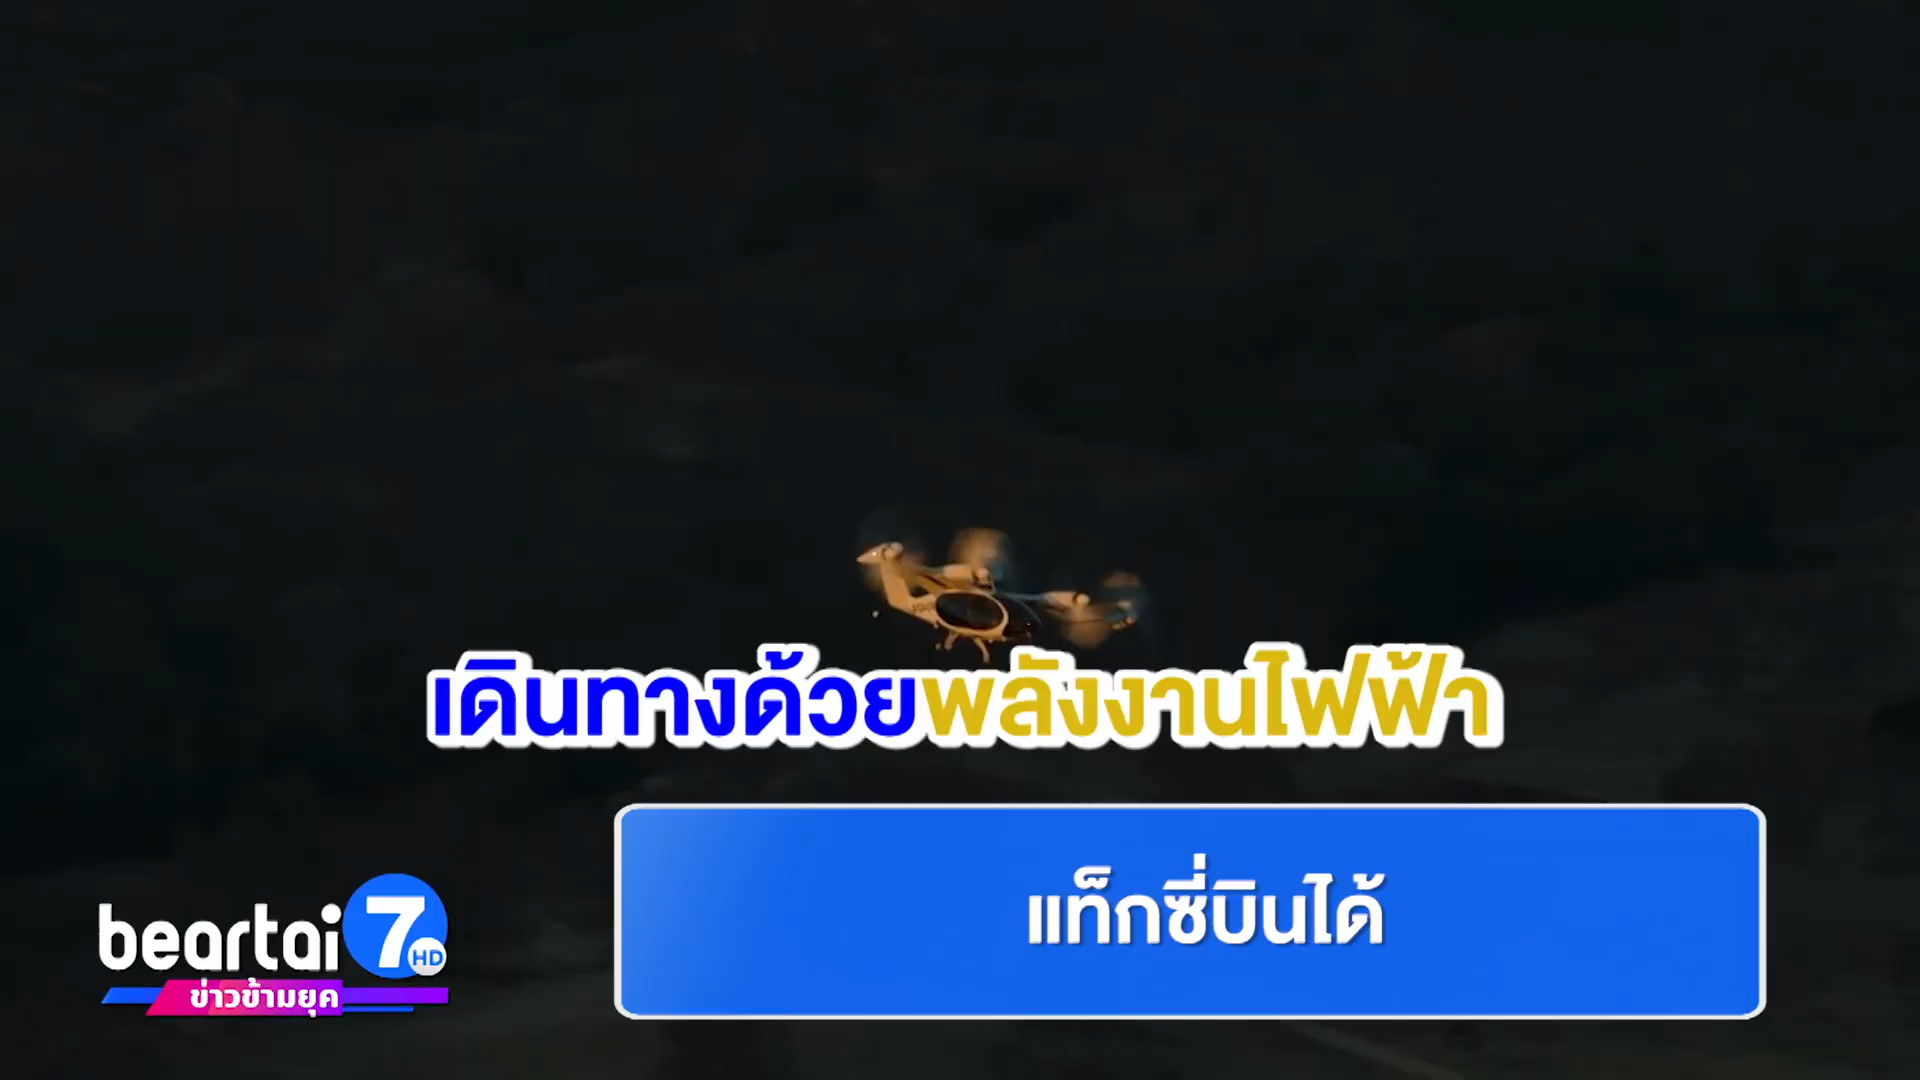 เดินทางด้วยพลังงานไฟฟ้า
แท็กซี่บินได้
beartai 7 HD
ข่าวข้ามยุค